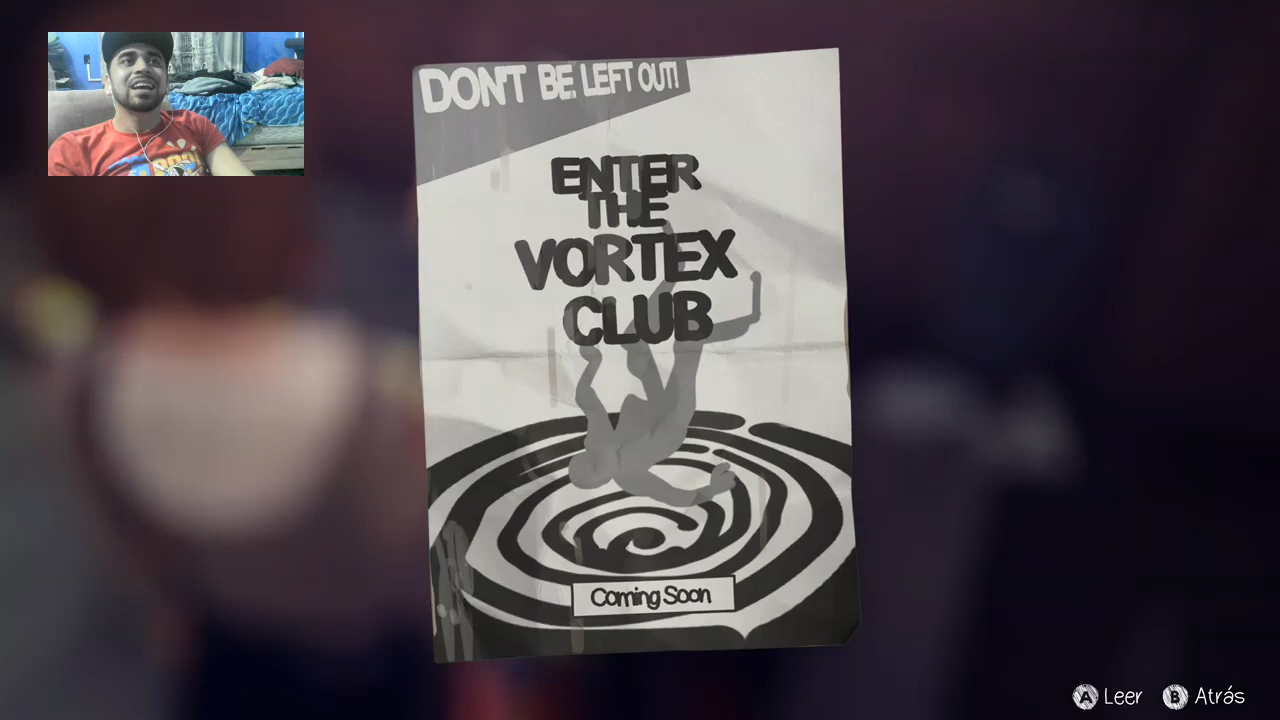 DON'T BE LEFT OUT!
ENTER
THE
VORTEX
CLUB
Coming Soon
A Leer B Atrás